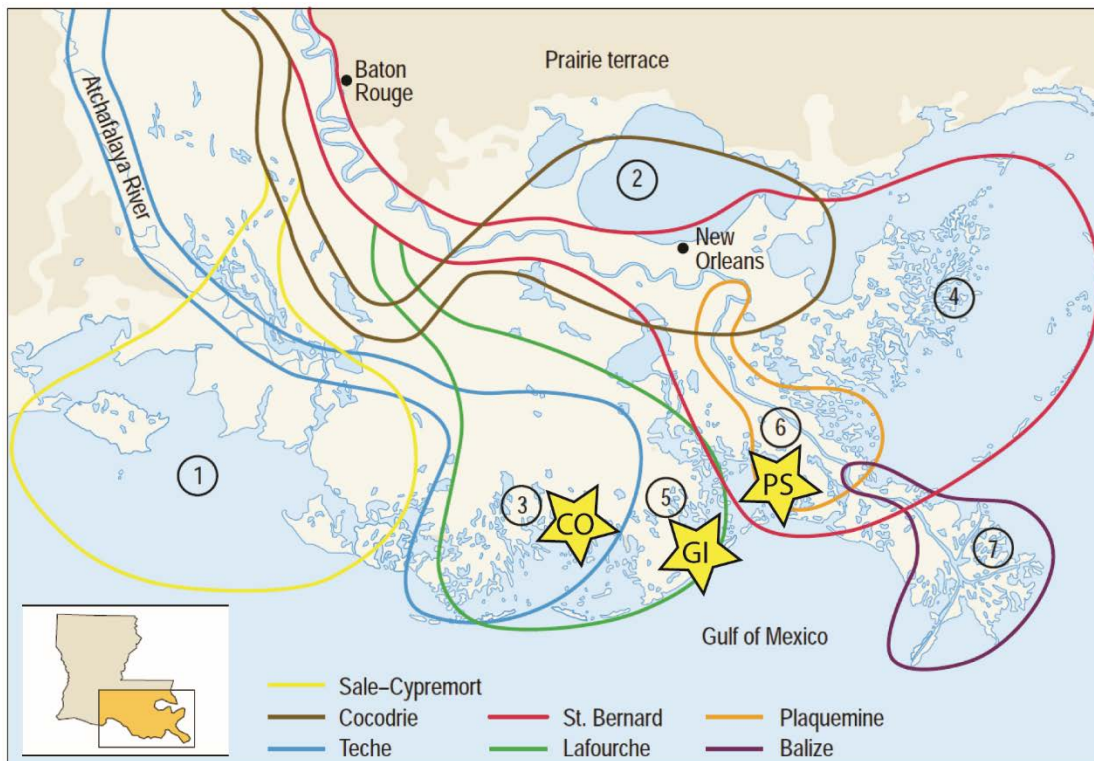 Prairie terrace
Baton
Rouge
Atchafalaya River
2
New
Orleans
4
1
6
3
5
PS
CO
GI
7
Gulf of Mexico
Sale–Cypremort
Cocodrie
St. Bernard
Plaquemine
Teche
Lafourche
Balize